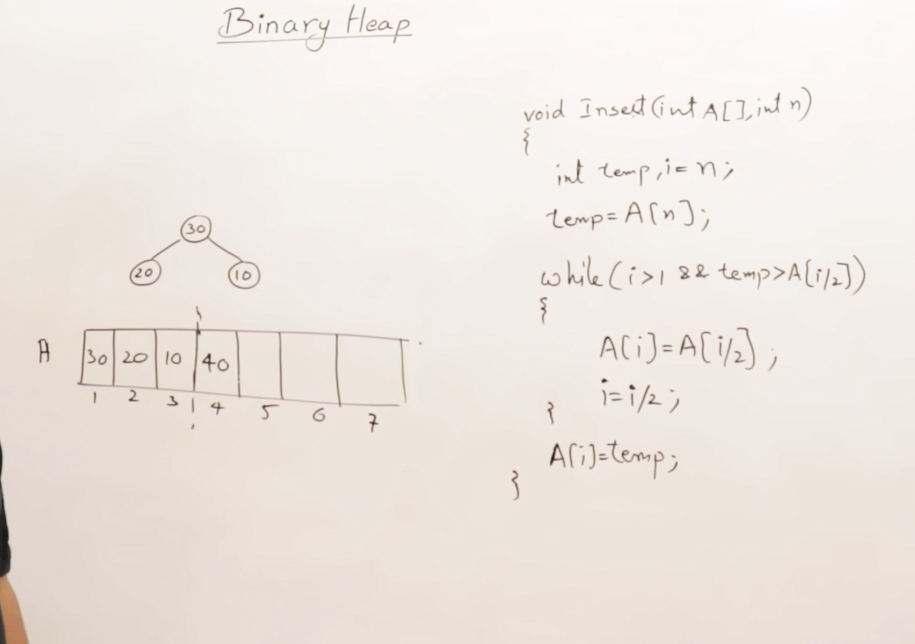 Binary Heap
30
20 10
A 30 20 10 40
1 2 3 4 5 6 7
void Insert(int A[], int n)
{
int temp, i=n;
temp=A[n];
while(i>1 && temp>A[i/2])
{
A[i]=A[i/2];
i=i/2;
}
A[i]=temp;
}